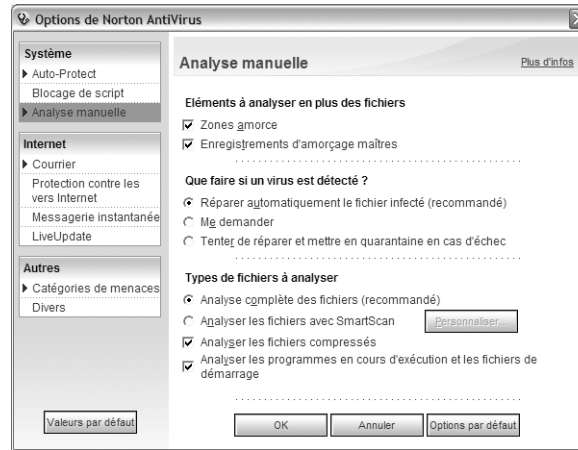 Options de Norton AntiVirus
Système
Auto-Protect
Blocage de script
Analyse manuelle
Internet
Courrier
Protection contre les
vers Internet
Messagerie instantanée
LiveUpdate
Autres
Catégories de menaces
Divers
Valeurs par défaut
Analyse manuelle
Plus d'infos
Eléments à analyser en plus des fichiers
Zones amorce
Enregistrements d'amorçage maîtres
Que faire si un virus est détecté ?
Réparer automatiquement le fichier infecté (recommandé)
Me demander
Tenter de réparer et mettre en quarantaine en cas d'échec
Types de fichiers à analyser
Analyse complète des fichiers (recommandé)
Analyser les fichiers avec SmartScan
Personnaliser...
Analyser les fichiers compressés
Analyser les programmes en cours d'exécution et les fichiers de
démarrage
OK
Annuler
Options par défaut